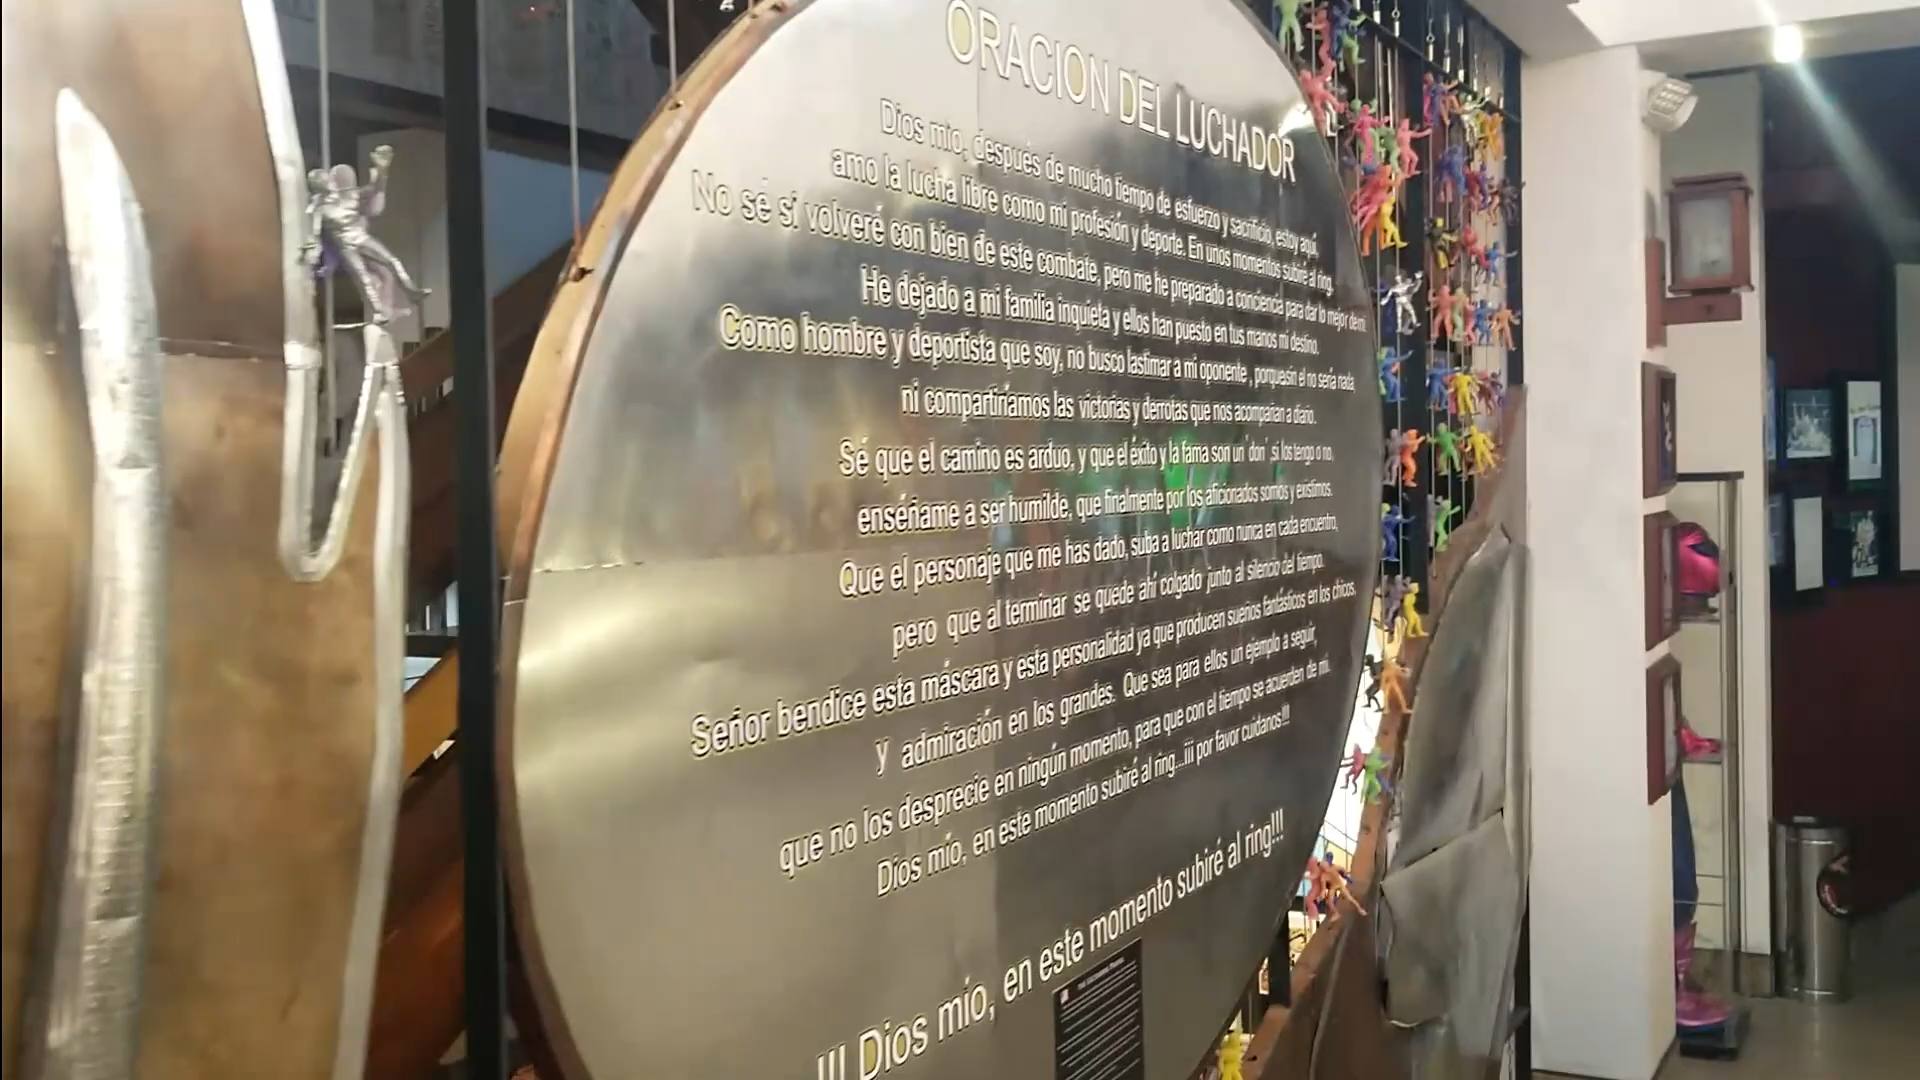 ORACION DEL LUCHADOR
Dios mio, después de mucho tiempo de esfuerzo y sacrificio, estoy aquí,
amo la lucha libre como mi profesión y deporte. En unos momentos subiré al ring.
No sé si volveré con bien de este combate, pero me he preparado a conciencia para dar lo mejor de mi.
He dejado a mi familia inquieta y ellos han puesto en tus manos mi destino.
Como hombre y deportista que soy, no busco lastimar a mi oponente, porquesin el no sería nada,
ni compartiríamos las victorias y derrotas que nos acompañan a diario.
Sé que el camino es arduo, y que el éxito y la fama son un 'don', si los tengo o no,
enséñame a ser humilde, que finalmente por los aficionados somos y existimos.
Que el personaje que me has dado, suba a luchar como nunca en cada encuentro,
pero que al terminar se quede ahí colgado junto al silencio del tiempo.
Señor bendice esta máscara y esta personalidad ya que producen sueños fantásticos en los chicos,
y admiración en los grandes. Que sea para ellos un ejemplo a seguir,
que no los desprecie en ningún momento, para que con el tiempo se acuerden de mí.
Dios mío, en este momento subiré al ring...¡¡¡ por favor cuídanos!!!
¡¡¡ Dios mío, en este momento subiré al ring!!!